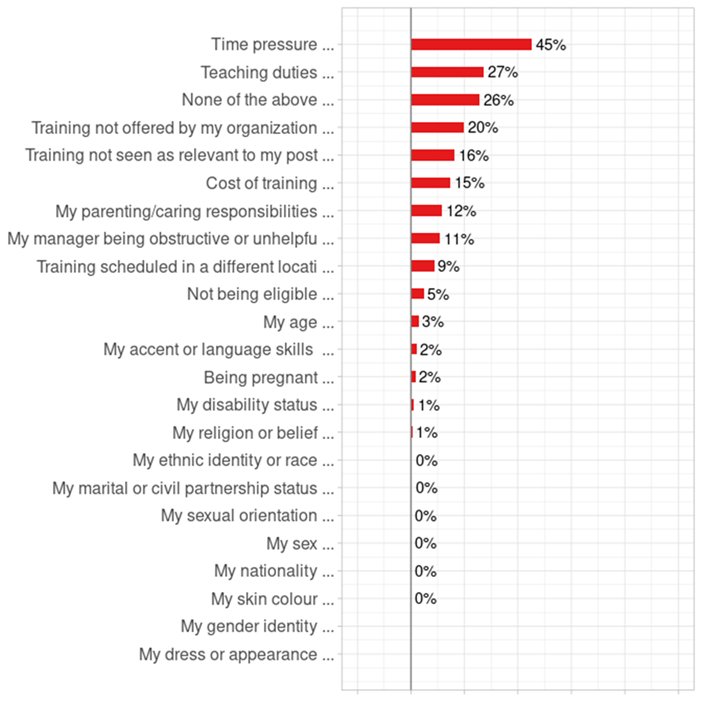 Time pressure ... 45%
Teaching duties ... 27%
None of the above ... 26%
Training not offered by my organization ... 20%
Training not seen as relevant to my post ... 16%
Cost of training ... 15%
My parenting/caring responsibilities ... 12%
My manager being obstructive or unhelpfu ... 11%
Training scheduled in a different locati ... 9%
Not being eligible ... 5%
My age ... 3%
My accent or language skills ... 2%
Being pregnant ... 2%
My disability status ... 1%
My religion or belief ... 1%
My ethnic identity or race ... 0%
My marital or civil partnership status ... 0%
My sexual orientation ... 0%
My sex ... 0%
My nationality ... 0%
My skin colour ... 0%
My gender identity ...
My dress or appearance ...